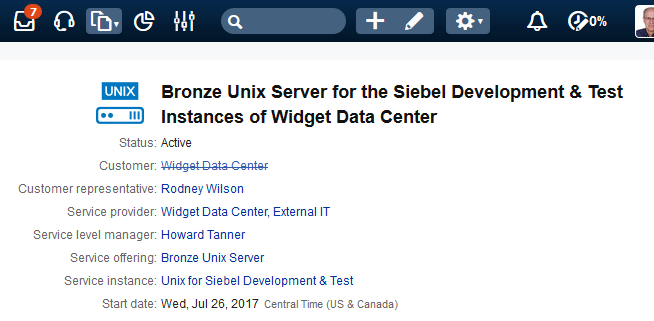 7
0%
UNIX
Bronze Unix Server for the Siebel Development & Test
Instances of Widget Data Center
Status: Active
Customer: Widget Data Center
Customer representative: Rodney Wilson
Service provider: Widget Data Center, External IT
Service level manager: Howard Tanner
Service offering: Bronze Unix Server
Service instance: Unix for Siebel Development & Test
Start date: Wed, Jul 26, 2017 Central Time (US & Canada)